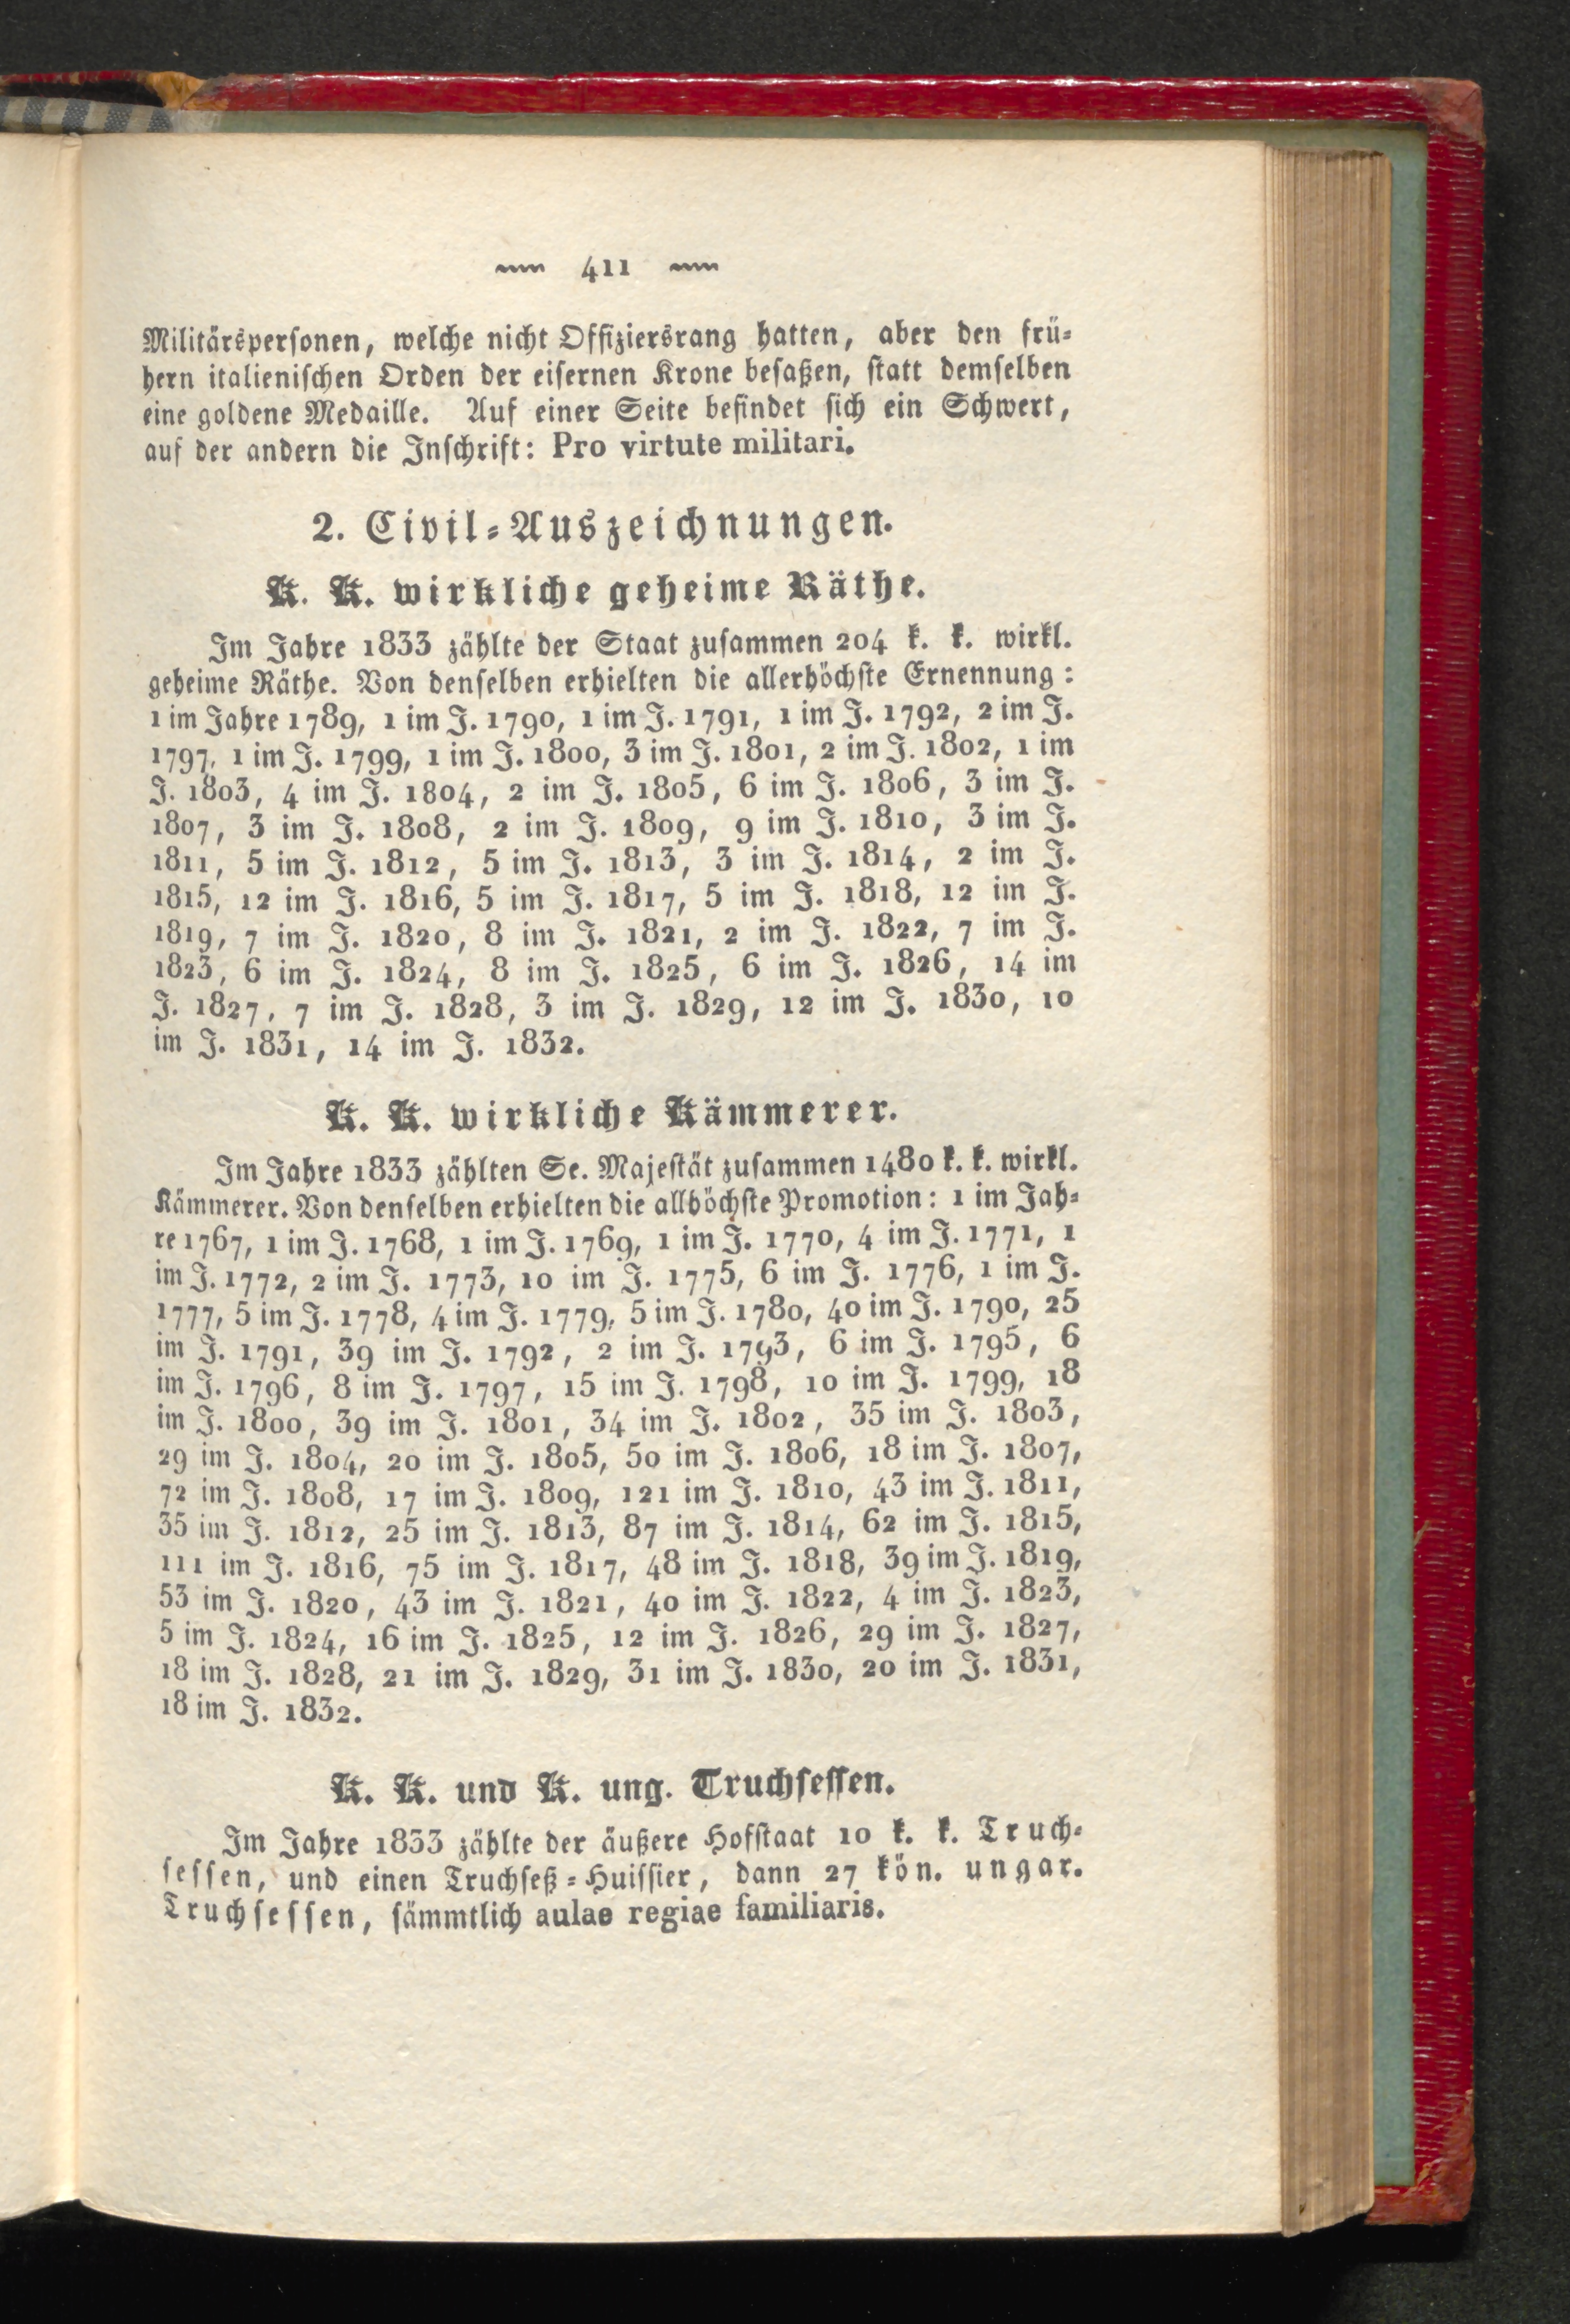 411
Militärspersonen, welche nicht Offiziersrang hatten, aber den frü-
hern italienischen Orden der eisernen Krone besaßen, statt demselben
eine goldene Medaille. Auf einer Seite befindet sich ein Schwert,
auf der andern die Inschrift: Pro virtute militari.
2. Civil-Auszeichnungen.
K. K. wirkliche geheime Räthe.
Im Jahre 1833 zählte der Staat zusammen 204 k. k. wirkl.
geheime Räthe. Von denselben erhielten die allerhöchste Ernennung:
1 im Jahre 1789, 1 im J. 1790, 1 im J. 1791, 1 im J. 1792, 2 im J.
1797, 1 im J. 1799, 1 im J. 1800, 3 im J. 1801, 2 im J. 1802, 1 im
J. 1803, 4 im J. 1804, 2 im J. 1805, 6 im J. 1806, 3 im J.
1807, 3 im J. 1808, 2 im J. 1809, 9 im J. 1810, 3 im J.
1811, 5 im J. 1812, 5 im J. 1813, 3 im J. 1814, 2 im J.
1815, 12 im J. 1816, 5 im J. 1817, 5 im J. 1818, 12 im J.
1819, 7 im J. 1820, 8 im J. 1821, 2 im J. 1822, 7 im J.
1823, 6 im J. 1824, 8 im J. 1825, 6 im J. 1826, 14 im
J. 1827, 7 im J. 1828, 3 im J. 1829, 12 im J. 1830, 10
im J. 1831, 14 im J. 1832.
K. K. wirkliche Kämmerer.
Im Jahre 1833 zählten Se. Majestät zusammen 1480 k. k. wirkl.
Kämmerer. Von denselben erhielten die allhöchste Promotion: 1 im Jah-
re 1767, 1 im J. 1768, 1 im J. 1769, 1 im J. 1770, 4 im J. 1771, 1
im J. 1772, 2 im J. 1773, 10 im J. 1775, 6 im J. 1776, 1 im J.
1777, 5 im J. 1778, 4 im J. 1779, 5 im J. 1780, 40 im J. 1790, 25
im J. 1791, 39 im J. 1792, 2 im J. 1793, 6 im J. 1795, 6
im J. 1796, 8 im J. 1797, 15 im J. 1798, 10 im J. 1799, 18
im J. 1800, 39 im J. 1801, 34 im J. 1802, 35 im J. 1803,
29 im J. 1804, 20 im J. 1805, 50 im J. 1806, 18 im J. 1807,
72 im J. 1808, 17 im J. 1809, 121 im J. 1810, 43 im J. 1811,
35 im J. 1812, 25 im J. 1813, 87 im J. 1814, 62 im J. 1815,
111 im J. 1816, 75 im J. 1817, 48 im J. 1818, 39 im J. 1819,
53 im J. 1820, 43 im J. 1821, 40 im J. 1822, 4 im J. 1823,
5 im J. 1824, 16 im J. 1825, 12 im J. 1826, 29 im J. 1827,
18 im J. 1828, 21 im J. 1829, 31 im J. 1830, 20 im J. 1831,
18 im J. 1832.
K. K. und K. ung. Truchsessen.
Im Jahre 1833 zählte der äußere Hofstaat 10 k. k. Truch-
sessen, und einen Truchseß-Huissier, dann 27 kön. ungar.
Truchsessen, sämmtlich aulae regiae familiaris.